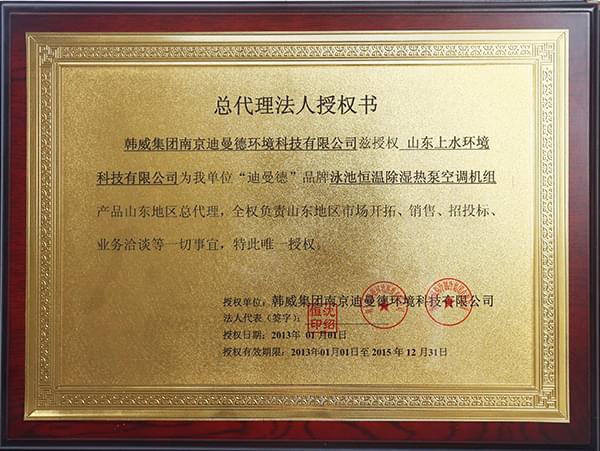 总代理法人授权书
韩威集团南京迪曼德环境科技有限公司兹授权 山东上水环境
科技有限公司为我单位“迪曼德”品牌泳池恒温除湿热泵空调机组
产品山东地区总代理，全权负责山东地区市场开拓、销售、招投标、
业务洽谈等一切事宜，特此唯一授权。
授权单位：韩威集团南京迪曼德环境科技有限公司
法人代表（签字）：
授权日期：2013年 01月01日
授权有效期限：2013年01月01日至 2015 年 12 月 31日